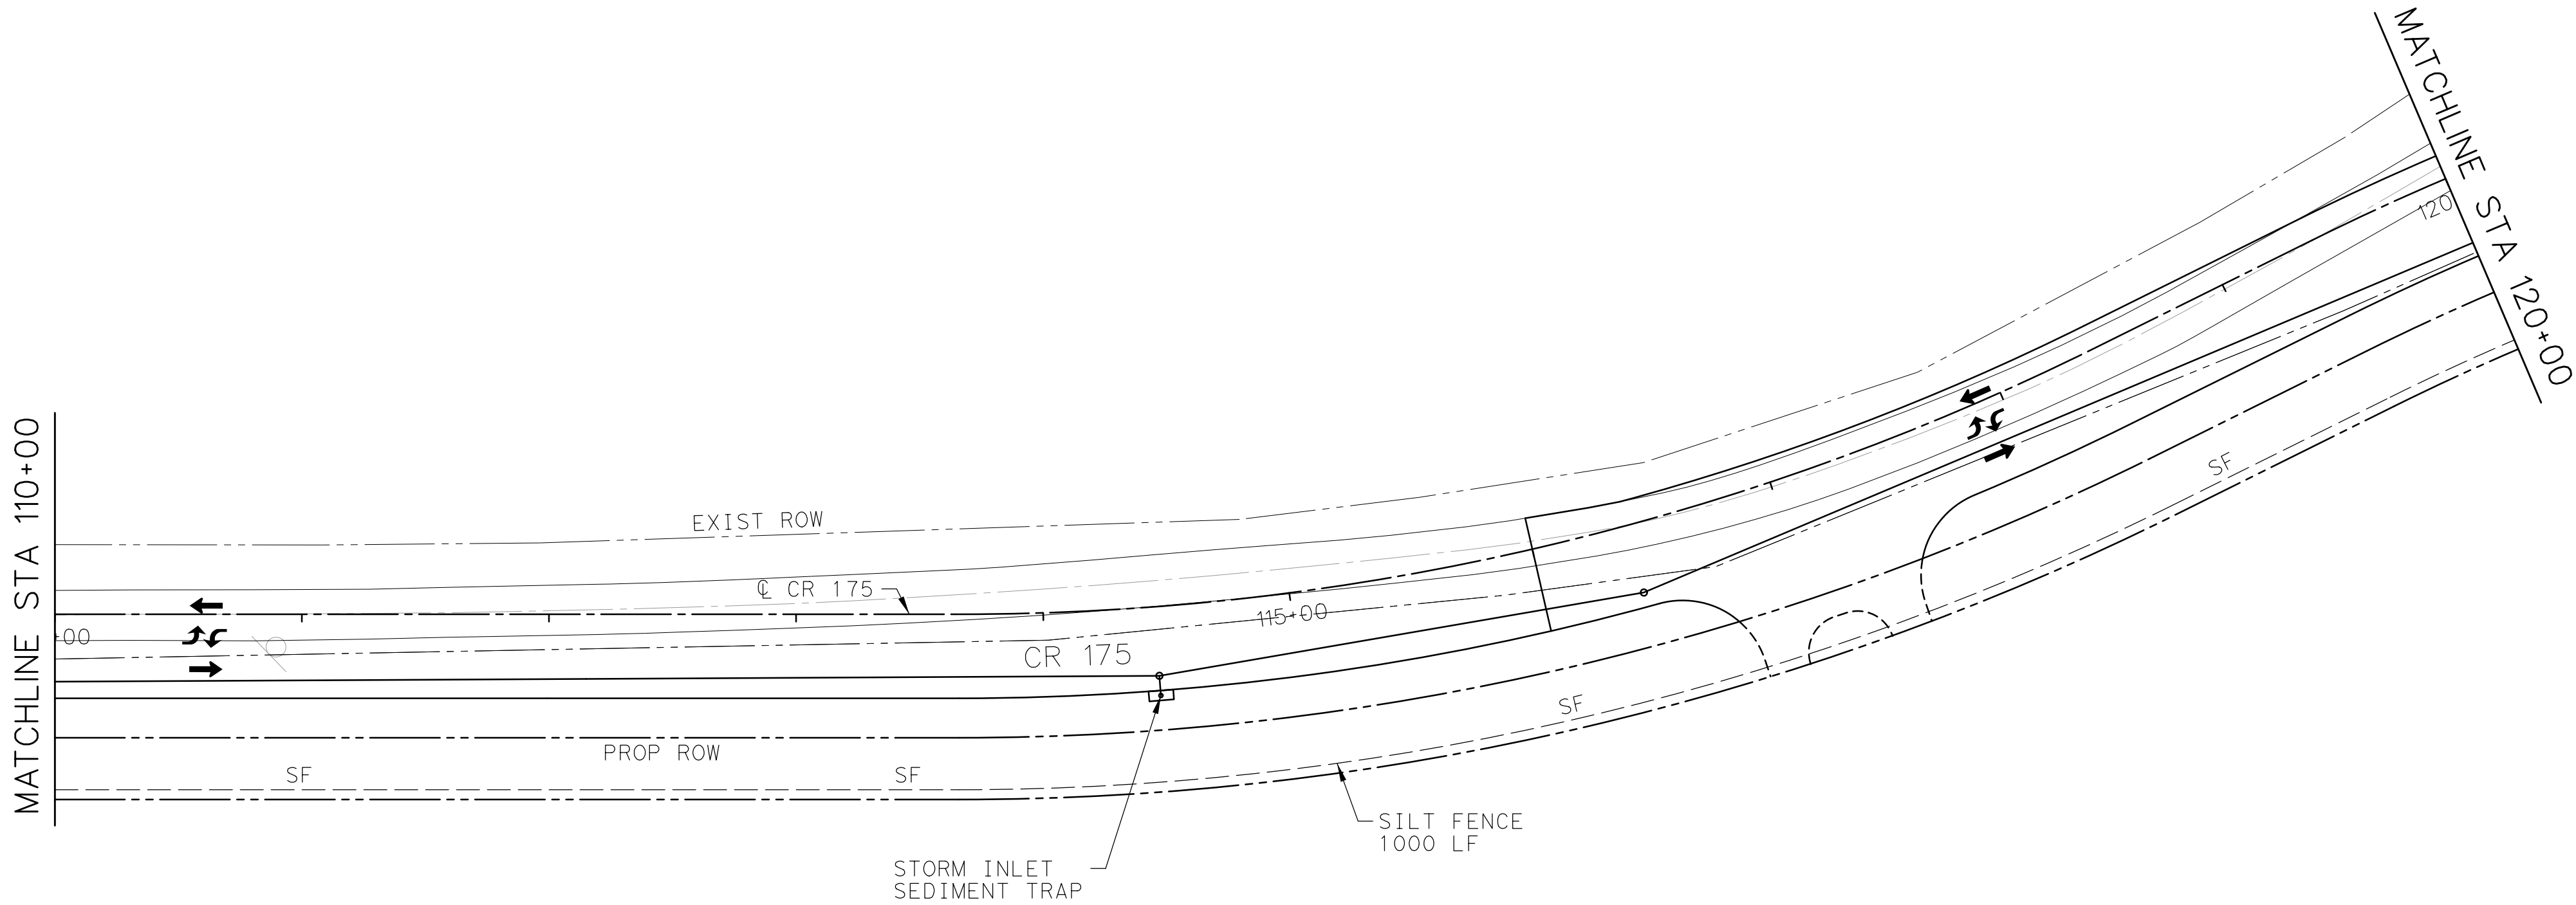 MATCHLINE STA 110+00
+00
EXIST ROW
℄ CR 175
115+00
CR 175
PROP ROW
SF
SF
SF
SF
SILT FENCE
1000 LF
STORM INLET
SEDIMENT TRAP
120
MATCHLINE STA 120+00